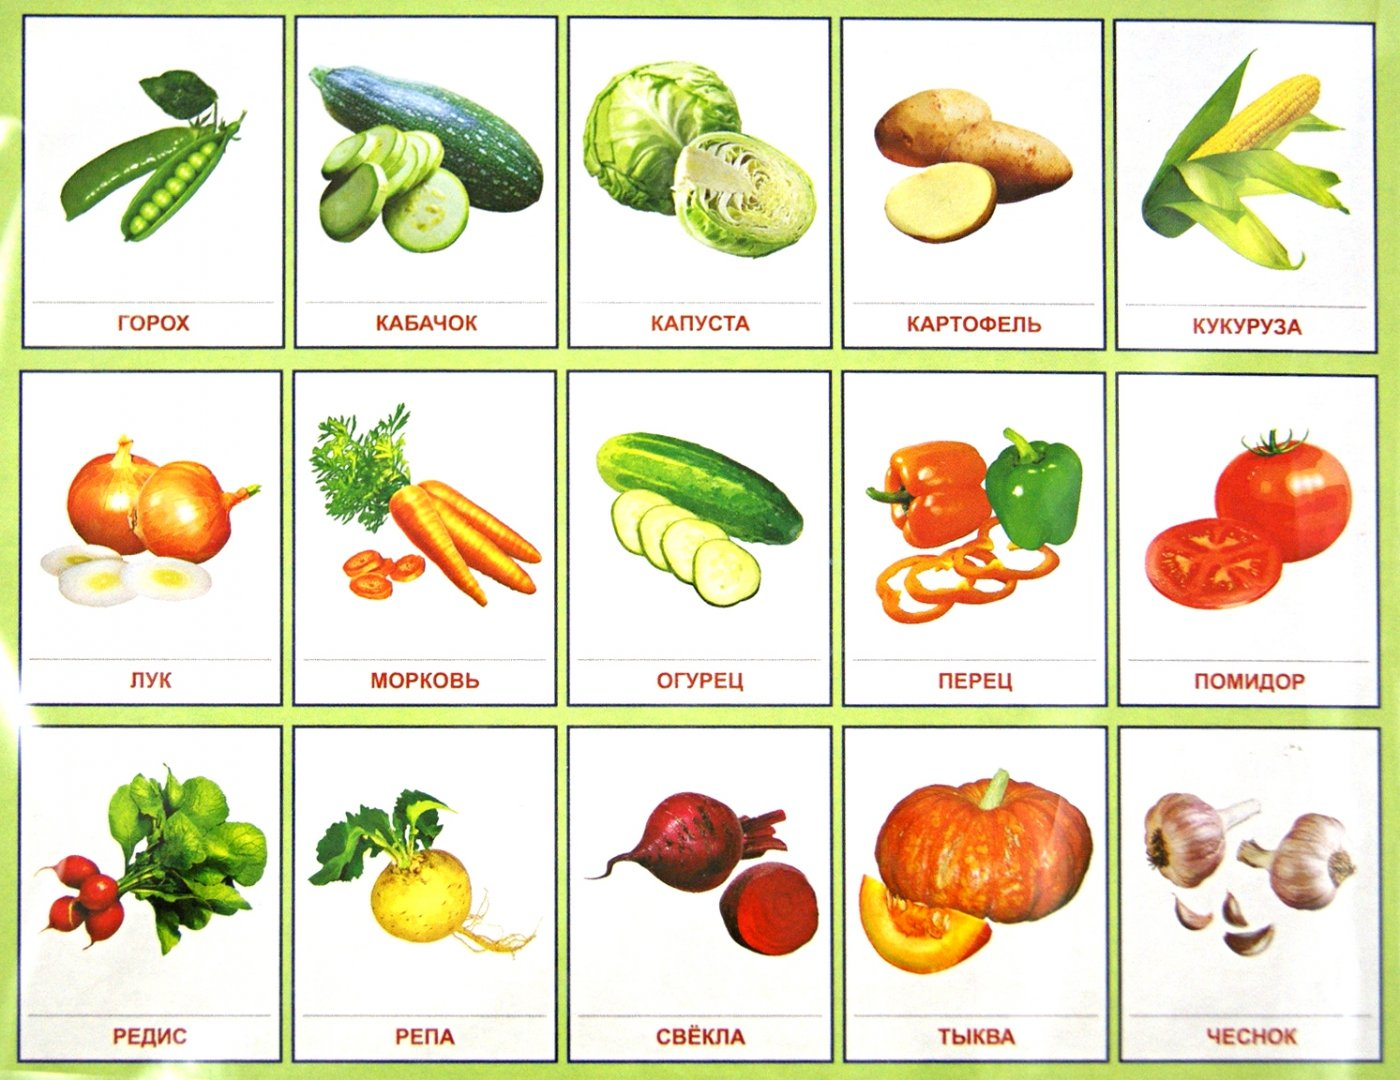 ГОРОХ
КАБАЧОК
КАПУСТА
КАРТОФЕЛЬ
КУКУРУЗА
ЛУК
МОРКОВЬ
ОГУРЕЦ
ПЕРЕЦ
ПОМИДОР
РЕДИС
РЕПА
СВЁКЛА
ТЫКВА
ЧЕСНОК